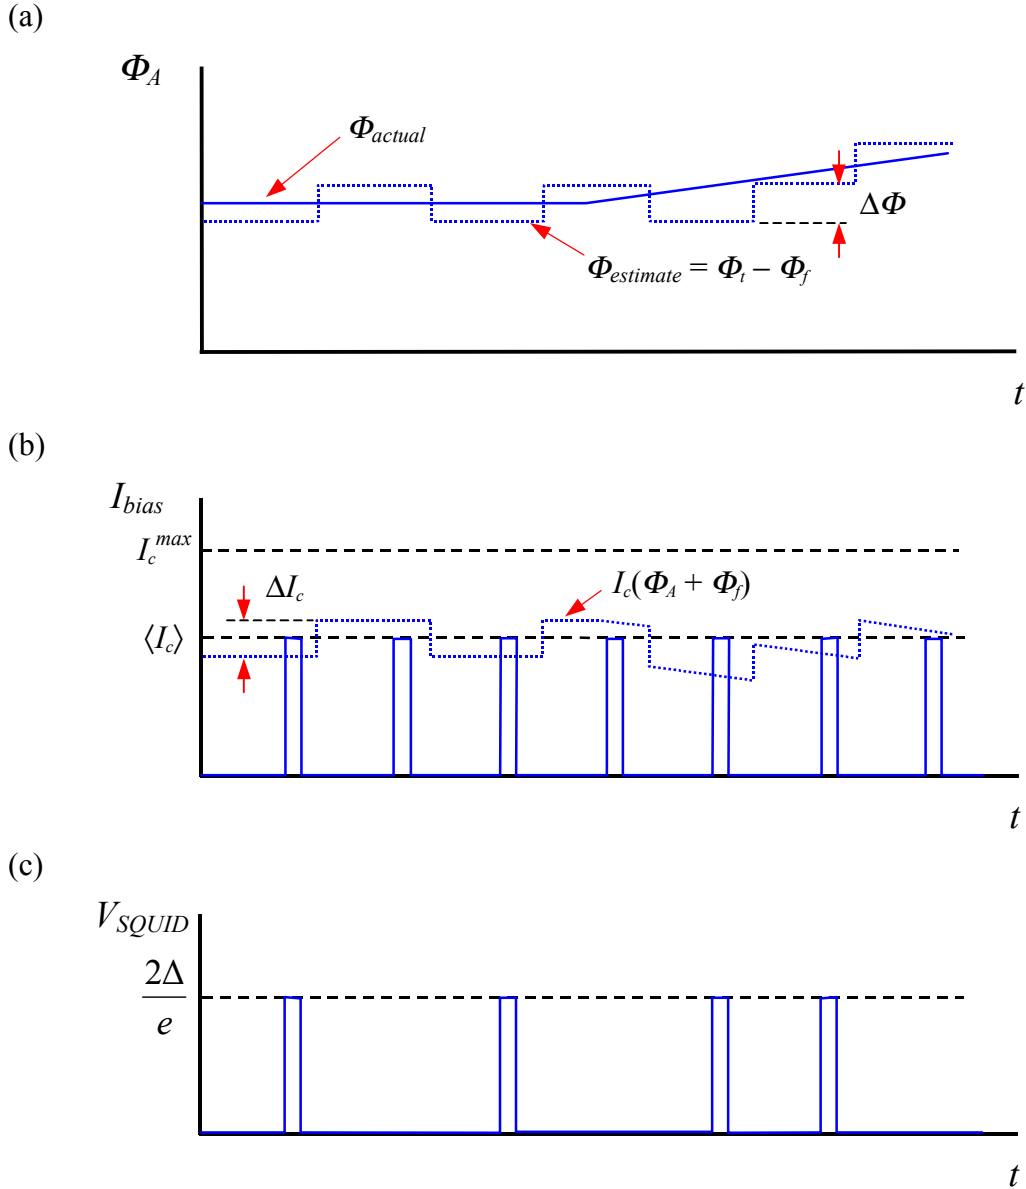 (a)
Φ_A
Φ_actual
ΔΦ
Φ_estimate = Φ_t – Φ_f
t
(b)
I_bias
I_c^max
ΔI_c
I_c(Φ_A + Φ_f)
⟨I_c⟩
t
(c)
V_SQUID
2Δ
e
t